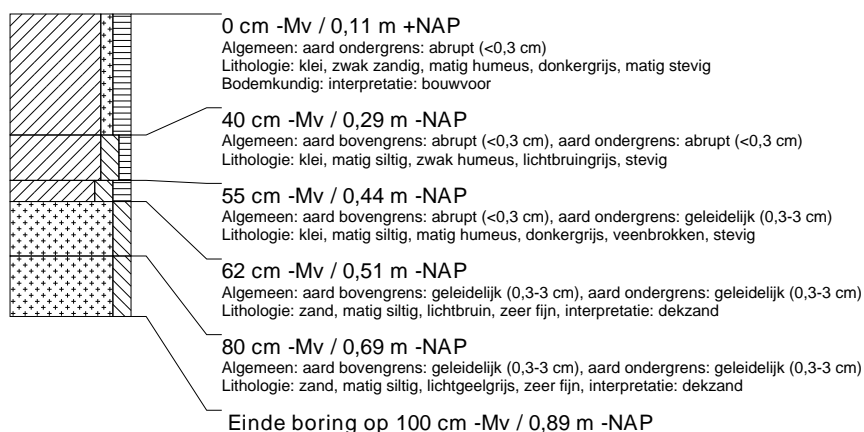 0 cm -Mv / 0,11 m +NAP
Algemeen: aard ondergrens: abrupt (<0,3 cm)
Lithologie: klei, zwak zandig, matig humeus, donkergrijs, matig stevig
Bodemkundig: interpretatie: bouwvoor
40 cm -Mv / 0,29 m -NAP
Algemeen: aard bovengrens: abrupt (<0,3 cm), aard ondergrens: abrupt (<0,3 cm)
Lithologie: klei, matig siltig, zwak humeus, lichtbruingrijs, stevig
55 cm -Mv / 0,44 m -NAP
Algemeen: aard bovengrens: abrupt (<0,3 cm), aard ondergrens: geleidelijk (0,3-3 cm)
Lithologie: klei, matig siltig, matig humeus, donkergrijs, veenbrokken, stevig
62 cm -Mv / 0,51 m -NAP
Algemeen: aard bovengrens: geleidelijk (0,3-3 cm), aard ondergrens: geleidelijk (0,3-3 cm)
Lithologie: zand, matig siltig, lichtbruin, zeer fijn, interpretatie: dekzand
80 cm -Mv / 0,69 m -NAP
Algemeen: aard bovengrens: geleidelijk (0,3-3 cm), aard ondergrens: geleidelijk (0,3-3 cm)
Lithologie: zand, matig siltig, lichtgeelgrijs, zeer fijn, interpretatie: dekzand
Einde boring op 100 cm -Mv / 0,89 m -NAP